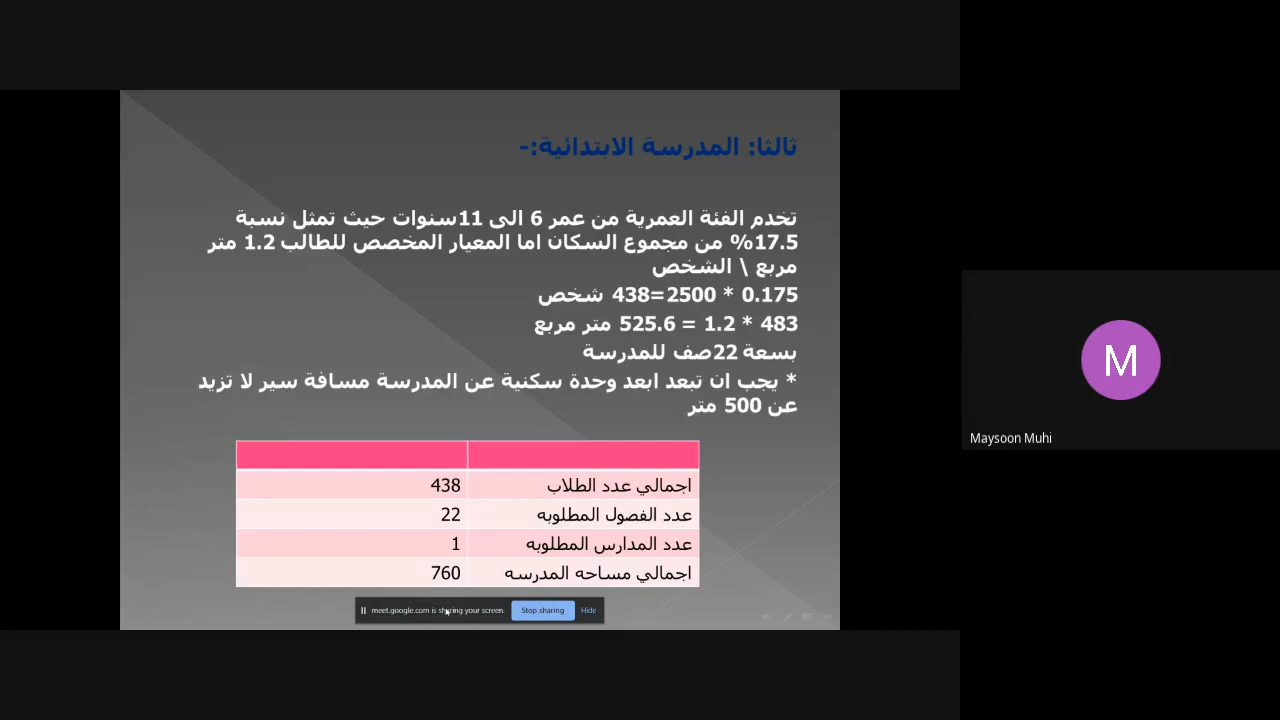 ثالثا: المدرسة الابتدائية:-
تخدم الفئة العمرية من عمر 6 الى 11سنوات حيث تمثل نسبة
17.5% من مجموع السكان اما المعيار المخصص للطالب 1.2 متر
مربع \ الشخص
0.175 * 2500=438 شخص
483 * 1.2 = 525.6 متر مربع
بسعة 22صف للمدرسة
* يجب ان تبعد ابعد وحدة سكنية عن المدرسة مسافة سير لا تزيد
عن 500 متر
اجمالي عدد الطلاب 438
عدد الفصول المطلوبه 22
عدد المدارس المطلوبه 1
اجمالي مساحه المدرسه 760
meet.google.com is sharing your screen. Stop sharing Hide
M
Maysoon Muhi